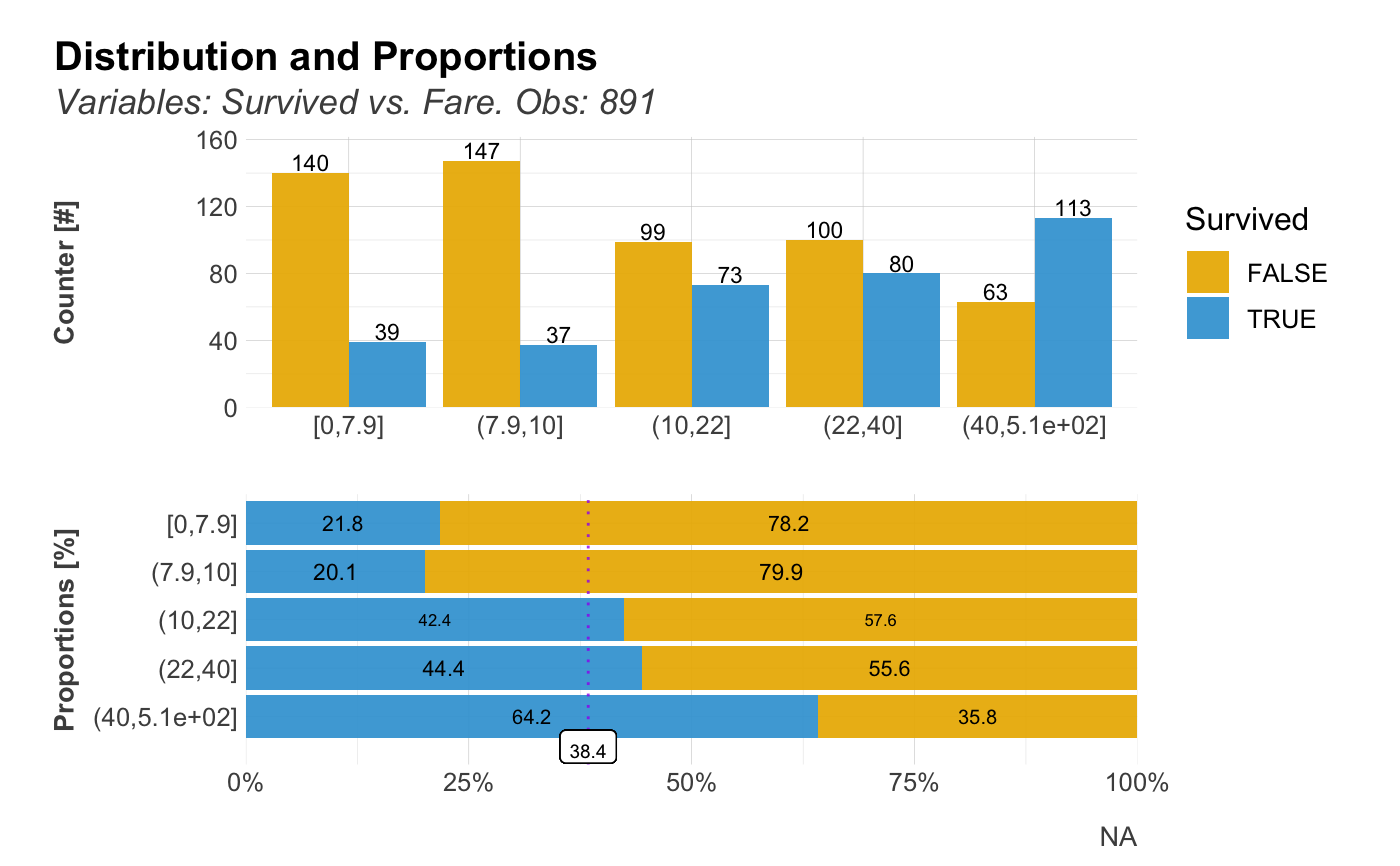 Distribution and Proportions
Variables: Survived vs. Fare. Obs: 891
Counter [#]
160
120
80
40
0
140
39
147
37
99
73
100
80
63
113
[0,7.9]
(7.9,10]
(10,22]
(22,40]
(40,5.1e+02]
Survived
FALSE
TRUE
Proportions [%]
[0,7.9] 21.8 78.2
(7.9,10] 20.1 79.9
(10,22] 42.4 57.6
(22,40] 44.4 55.6
(40,5.1e+02] 64.2 35.8
38.4
0% 25% 50% 75% 100%
NA